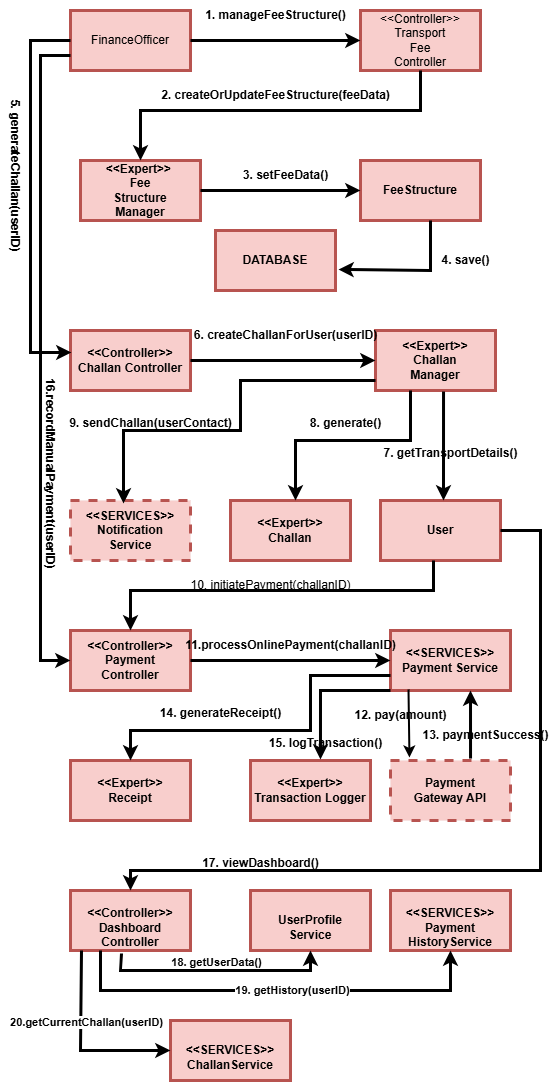 1. manageFeeStructure()
FinanceOfficer
<<Controller>>
Transport
Fee
Controller
2. createOrUpdateFeeStructure(feeData)
5. generateChallan(userID)
<<Expert>>
Fee
Structure
Manager
3. setFeeData()
FeeStructure
DATABASE
4. save()
6. createChallanForUser(userID)
<<Controller>>
Challan Controller
<<Expert>>
Challan
Manager
16.recordManualPayment(userID)
9. sendChallan(userContact)
8. generate()
7. getTransportDetails()
<<SERVICES>>
Notification
Service
<<Expert>>
Challan
User
10. initiatePayment(challanID)
<<Controller>>
Payment
Controller
11.processOnlinePayment(challanID)
<<SERVICES>>
Payment Service
14. generateReceipt()
12. pay(amount)
15. logTransaction()
13. paymentSuccess()
<<Expert>>
Receipt
<<Expert>>
Transaction Logger
Payment
Gateway API
17. viewDashboard()
<<Controller>>
Dashboard
Controller
UserProfile
Service
<<SERVICES>>
Payment
HistoryService
18. getUserData()
19. getHistory(userID)
20.getCurrentChallan(userID)
<<SERVICES>>
ChallanService